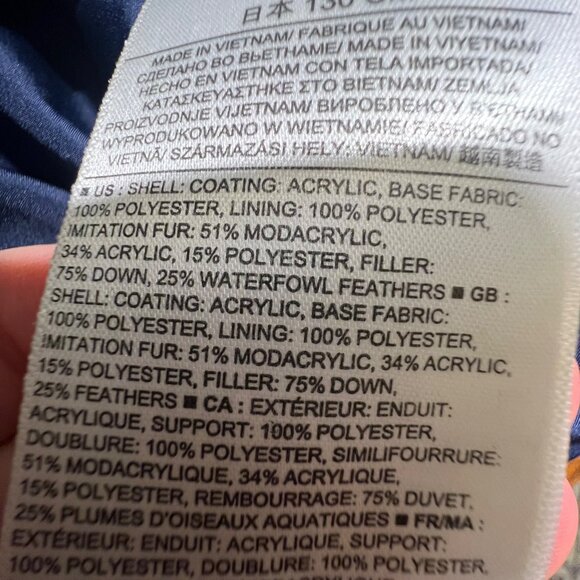 日本 130
MADE IN VIETNAM/ FABRIQUE AU VIETNAM/
СДЕЛАНО ВО ВЬЕТНАМЕ/ MADE IN VIYETNAM/
HECHO EN VIETNAM CON TELA IMPORTADA/
ΚΑΤΑΣΚΕΥΑΣΤΗΚΕ ΣΤΟ ΒΙΕΤΝΑΜ/ ZEMLJA
PROIZVODNJE VIJETNAM/ ВИРОБЛЕНО У В'ЄТНАМІ/
WYPRODUKOWANO W WIETNAMIE/ FABRICADO NO
VIETNÃ/ SZÁRMAZÁSI HELY: VIETNAM/ 越南製造
■ US : SHELL: COATING: ACRYLIC, BASE FABRIC:
100% POLYESTER, LINING: 100% POLYESTER,
IMITATION FUR: 51% MODACRYLIC,
34% ACRYLIC, 15% POLYESTER, FILLER:
75% DOWN, 25% WATERFOWL FEATHERS ■ GB :
SHELL: COATING: ACRYLIC, BASE FABRIC:
100% POLYESTER, LINING: 100% POLYESTER,
IMITATION FUR: 51% MODACRYLIC, 34% ACRYLIC,
15% POLYESTER, FILLER: 75% DOWN,
25% FEATHERS ■ CA : EXTÉRIEUR: ENDUIT:
ACRYLIQUE, SUPPORT: 100% POLYESTER,
DOUBLURE: 100% POLYESTER, SIMILIFOURRURE:
51% MODACRYLIQUE, 34% ACRYLIQUE,
15% POLYESTER, REMBOURRAGE: 75% DUVET,
25% PLUMES D'OISEAUX AQUATIQUES ■ FR/MA :
EXTÉRIEUR: ENDUIT: ACRYLIQUE, SUPPORT:
100% POLYESTER, DOUBLURE: 100% POLYESTER,